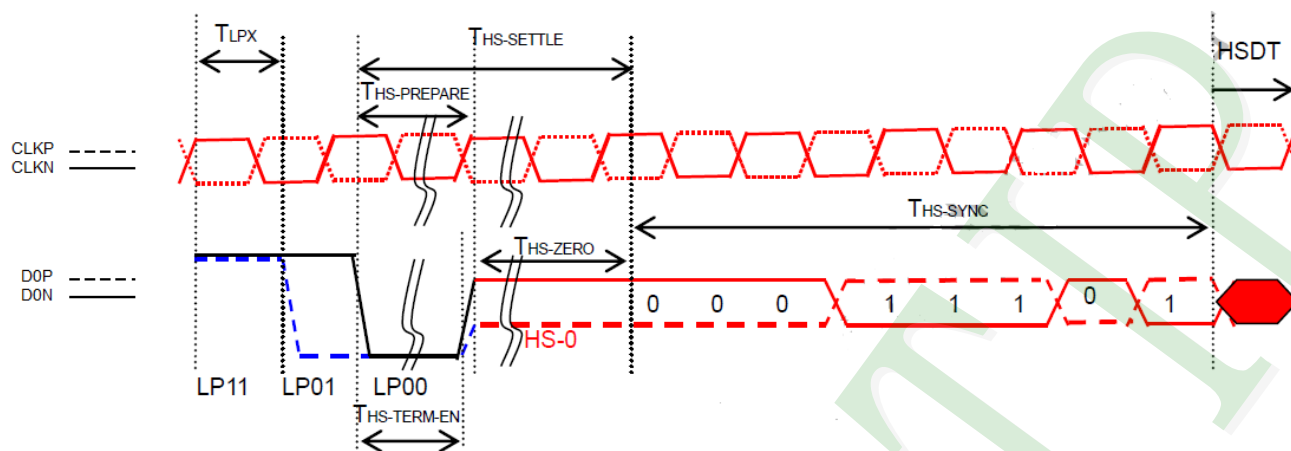 TLPX
THS-SETTLE
HSDT
THS-PREPARE
CLKP
CLKN
THS-SYNC
THS-ZERO
D0P
D0N
0 0 0 1 1 1 0 1
HS-0
LP11 LP01 LP00
THS-TERM-EN